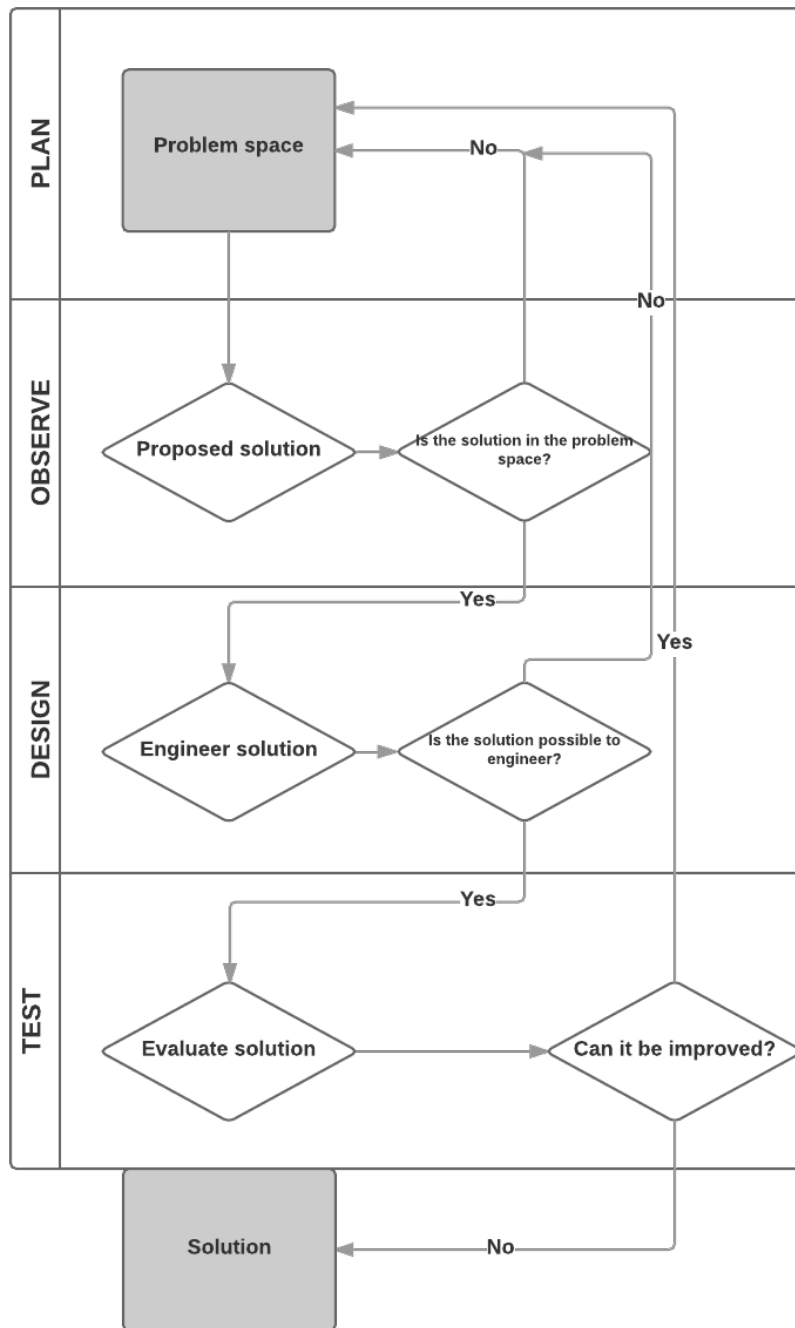 PLAN
Problem space
No
No
OBSERVE
Proposed solution
Is the solution in the problem
space?
Yes
Yes
DESIGN
Engineer solution
Is the solution possible to
engineer?
Yes
TEST
Evaluate solution
Can it be improved?
Solution
No